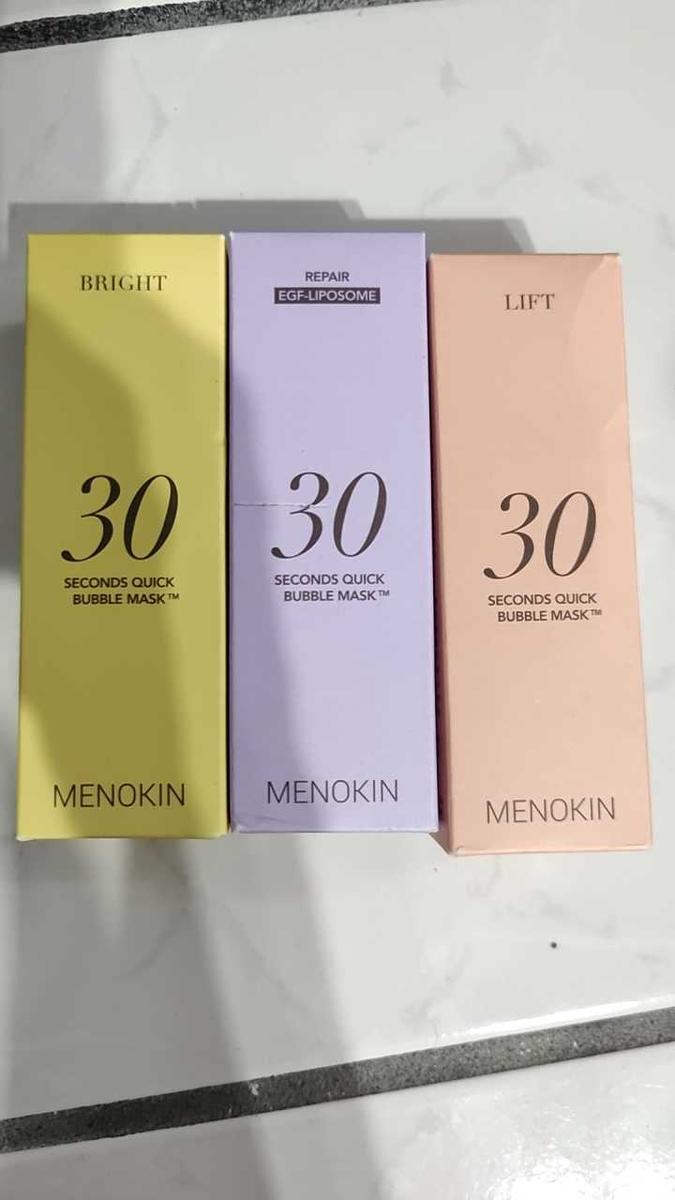 BRIGHT
30
SECONDS QUICK
BUBBLE MASK™
MENOKIN
REPAIR
EGF-LIPOSOME
30
SECONDS QUICK
BUBBLE MASK™
MENOKIN
LIFT
30
SECONDS QUICK
BUBBLE MASK™
MENOKIN